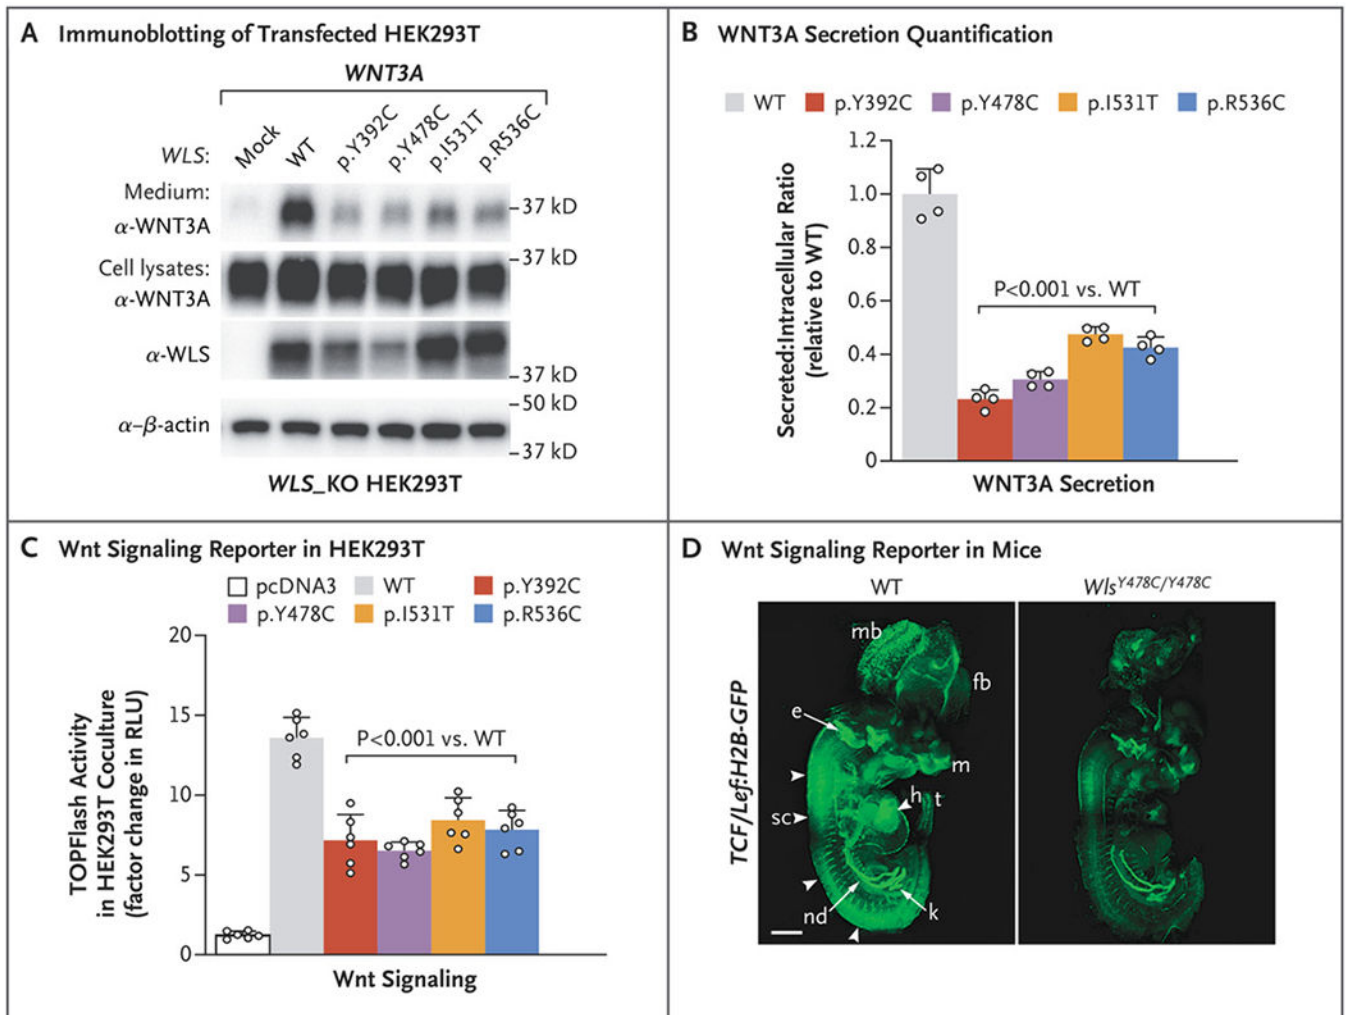 A Immunoblotting of Transfected HEK293T
WNT3A
WLS: Mock WT p.Y392C p.Y478C p.I531T p.R536C
Medium:
α-WNT3A
37 kD
37 kD
Cell lysates:
α-WNT3A
α-WLS
37 kD
50 kD
α–β-actin
37 kD
WLS_KO HEK293T
B WNT3A Secretion Quantification
WT p.Y392C p.Y478C p.I531T p.R536C
Secreted:Intracellular Ratio
(relative to WT)
1.2
1.0
0.8
0.6
0.4
0.2
0
P<0.001 vs. WT
WNT3A Secretion
C Wnt Signaling Reporter in HEK293T
pcDNA3 WT p.Y392C
p.Y478C p.I531T p.R536C
TOPFlash Activity
in HEK293T Coculture
(factor change in RLU)
20
15
10
5
0
P<0.001 vs. WT
Wnt Signaling
D Wnt Signaling Reporter in Mice
WT WlsY478C/Y478C
TCF/Lef:H2B-GFP
mb
fb
e
m
h
t
sc
nd
k